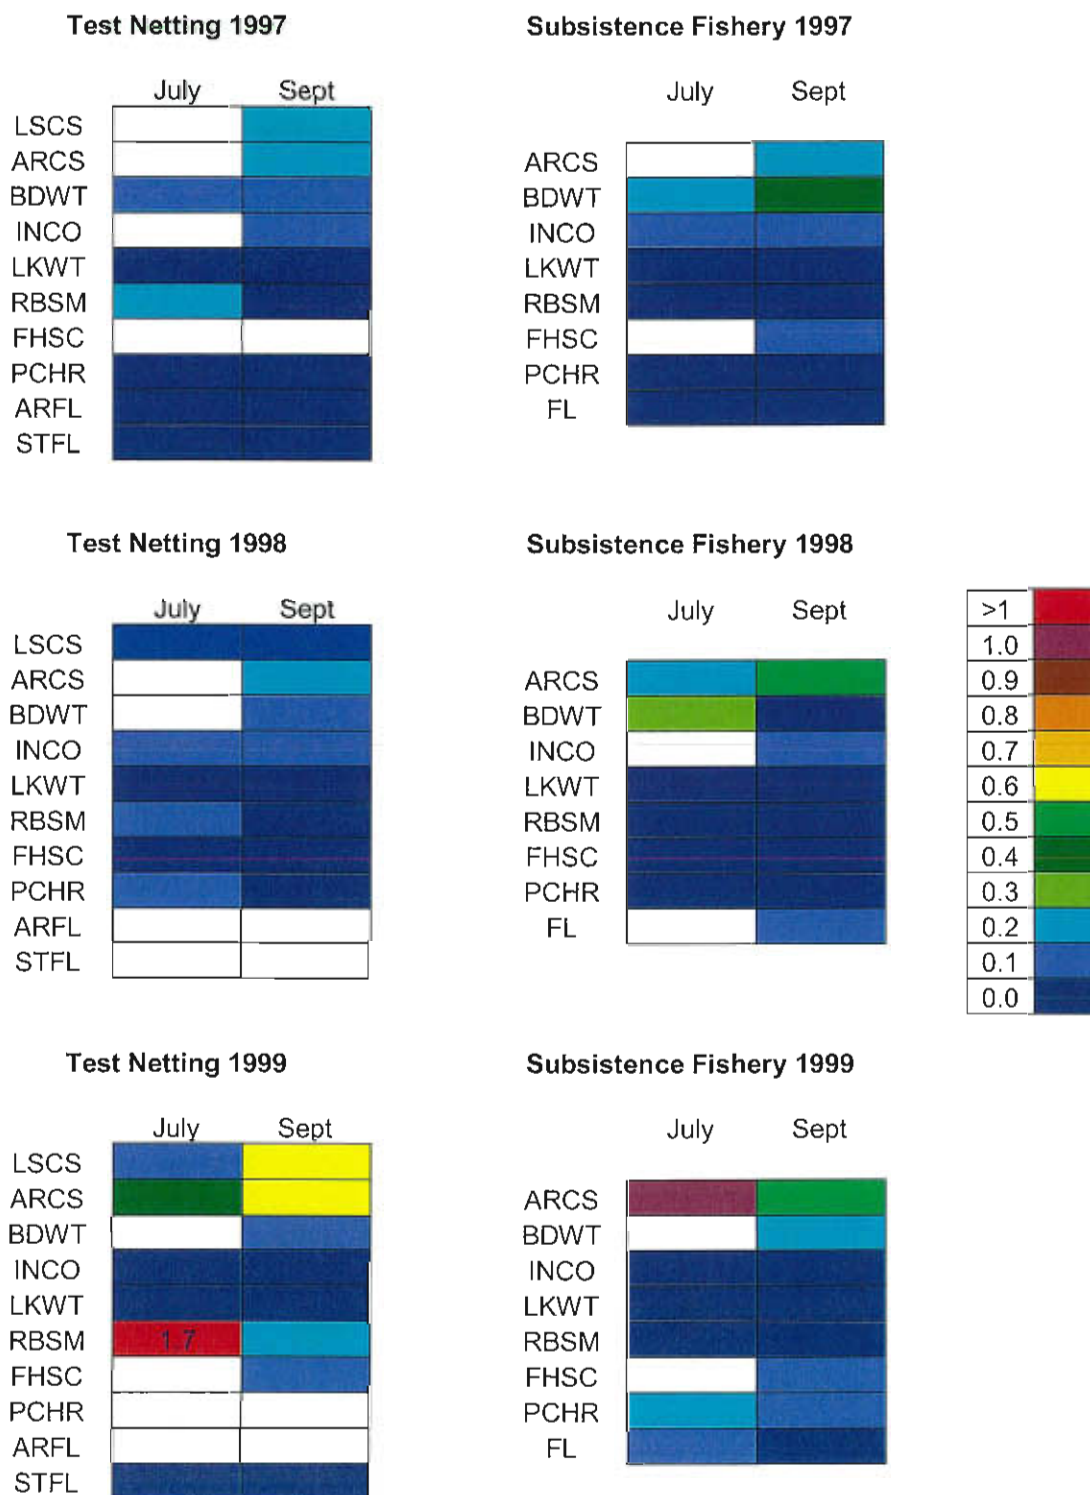 Test Netting 1997
July Sept
LSCS
ARCS
BDWT
INCO
LKWT
RBSM
FHSC
PCHR
ARFL
STFL
Subsistence Fishery 1997
July Sept
ARCS
BDWT
INCO
LKWT
RBSM
FHSC
PCHR
FL
Test Netting 1998
July Sept
LSCS
ARCS
BDWT
INCO
LKWT
RBSM
FHSC
PCHR
ARFL
STFL
Subsistence Fishery 1998
July Sept
ARCS
BDWT
INCO
LKWT
RBSM
FHSC
PCHR
FL
>1
1.0
0.9
0.8
0.7
0.6
0.5
0.4
0.3
0.2
0.1
0.0
Test Netting 1999
July Sept
LSCS
ARCS
BDWT
INCO
LKWT
RBSM 1.7
FHSC
PCHR
ARFL
STFL
Subsistence Fishery 1999
July Sept
ARCS
BDWT
INCO
LKWT
RBSM
FHSC
PCHR
FL